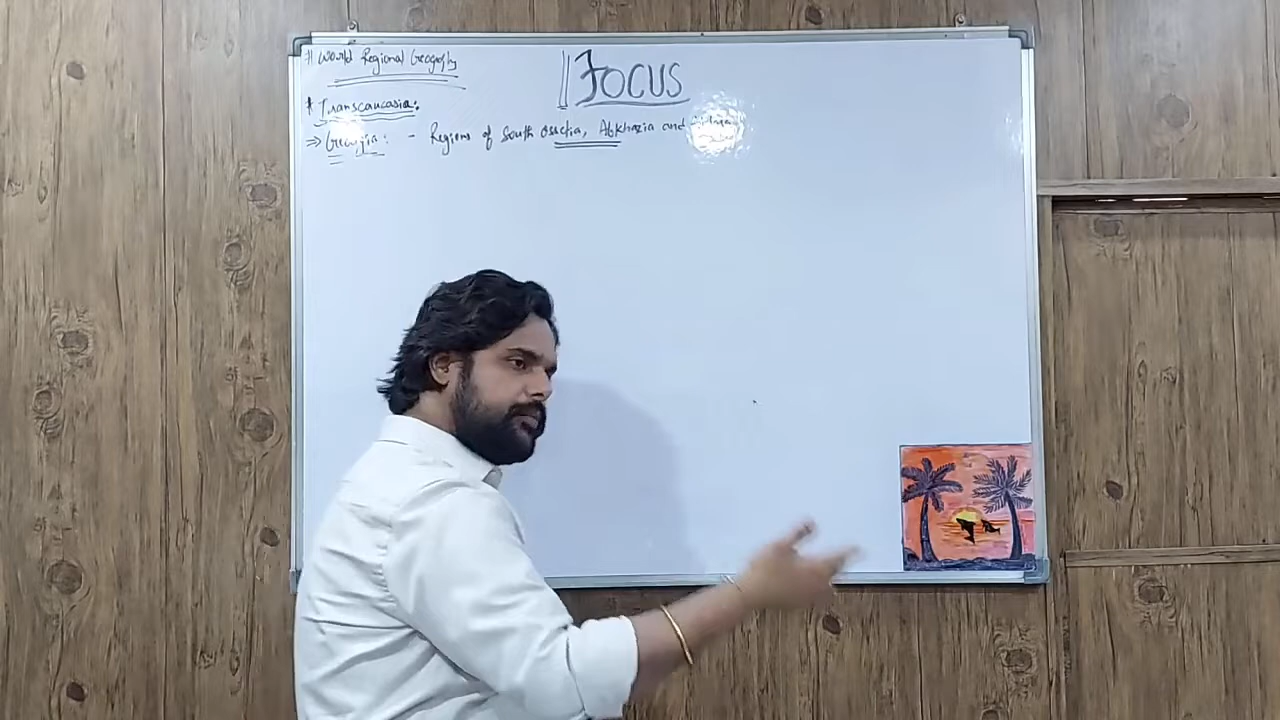 # World Regional Geography
FOCUS
* Transcaucasia:
⇒ Georgia: - Regions of South Ossetia, Abkhazia and